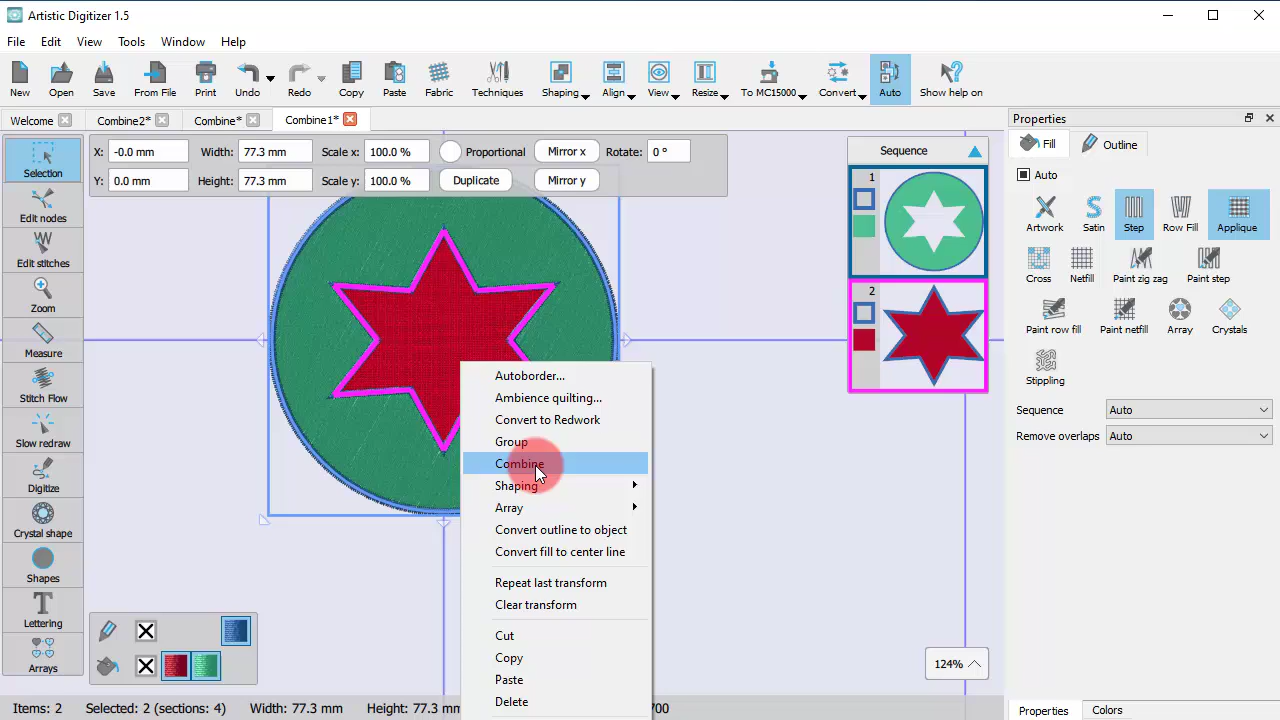 Artistic Digitizer 1.5
File Edit View Tools Window Help
New Open Save From File Print Undo Redo Copy Paste Fabric Techniques Shaping Align View Resize To MC15000 Convert Auto Show help on
Welcome Combine2* Combine* Combine1*
X: -0.0 mm Width: 77.3 mm Scale x: 100.0 % Proportional Mirror x Rotate: 0 °
Y: 0.0 mm Height: 77.3 mm Scale y: 100.0 % Duplicate Mirror y
Selection
Edit nodes
Edit stitches
Zoom
Measure
Stitch Flow
Slow redraw
Digitize
Crystal shape
Shapes
Lettering
Arrays
Autoborder...
Ambience quilting...
Convert to Redwork
Group
Combine
Shaping
Array
Convert outline to object
Convert fill to center line
Repeat last transform
Clear transform
Cut
Copy
Paste
Delete
Sequence
1
2
124%
Properties
Fill Outline
Auto
Artwork Satin Step Row Fill Applique
Cross Netfill Paint zig zag Paint step
Paint row fill Paint netfill Array Crystals
Stippling
Sequence Auto
Remove overlaps Auto
Properties Colors
Items: 2 Selected: 2 (sections: 4) Width: 77.3 mm Height: 77.3 mm 700